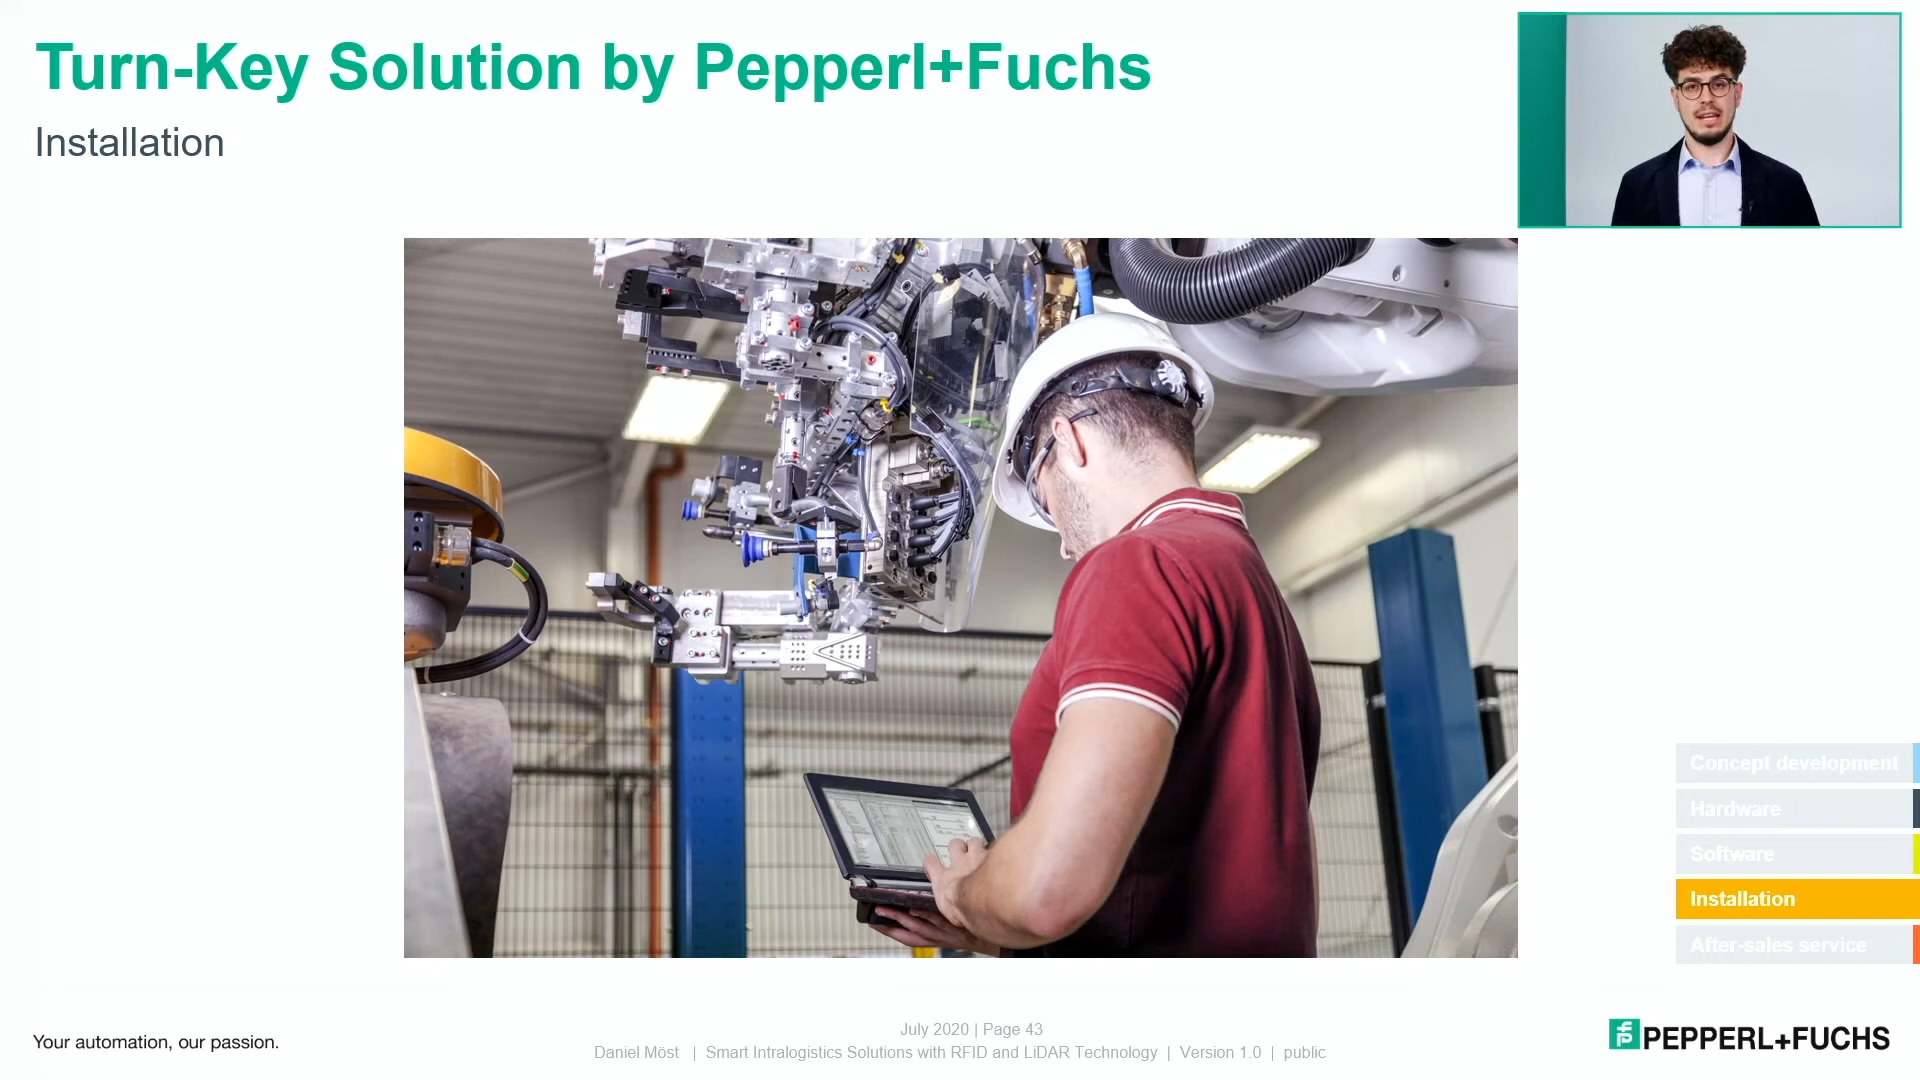 Turn-Key Solution by Pepperl+Fuchs
Installation
Concept development
Hardware
Software
Installation
After-sales service
Your automation, our passion.
July 2020 | Page 43
Daniel Möst | Smart Intralogistics Solutions with RFID and LiDAR Technology | Version 1.0 | public
PEPPERL+FUCHS